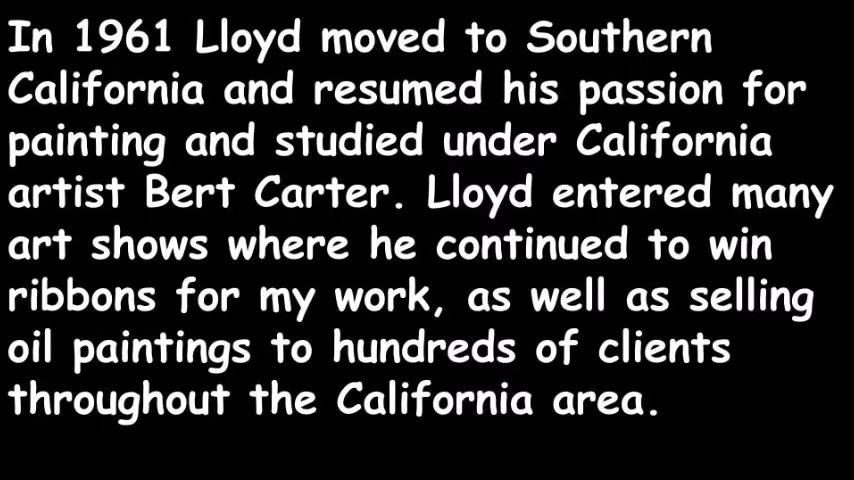 In 1961 Lloyd moved to Southern
California and resumed his passion for
painting and studied under California
artist Bert Carter. Lloyd entered many
art shows where he continued to win
ribbons for my work, as well as selling
oil paintings to hundreds of clients
throughout the California area.